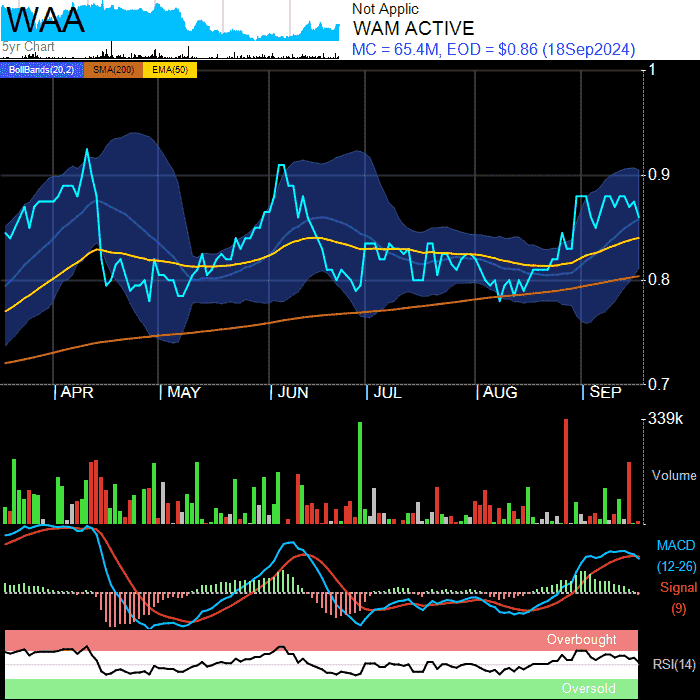 WAA
5yr Chart
Not Applic
WAM ACTIVE
MC = 65.4M, EOD = $0.86 (18Sep2024)
BollBands(20,2) SMA(200) EMA(50)
1
0.9
0.8
0.7
APR MAY JUN JUL AUG SEP
339k
Volume
MACD
(12-26)
Signal
(9)
Overbought
RSI(14)
Oversold